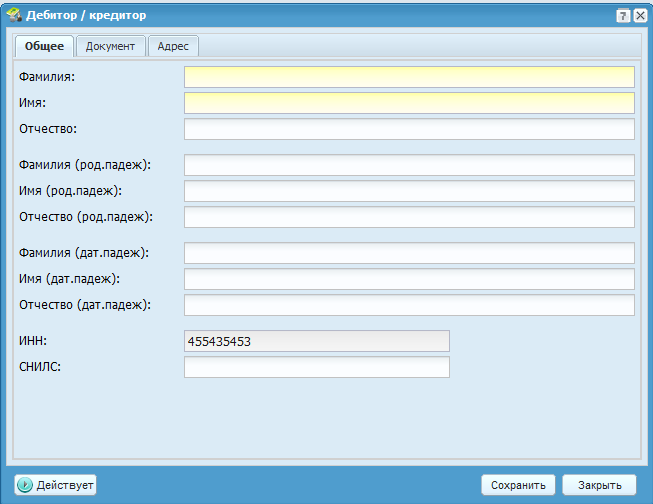 Дебитор / кредитор
Общее Документ Адрес
Фамилия:
Имя:
Отчество:
Фамилия (род.падеж):
Имя (род.падеж):
Отчество (род.падеж):
Фамилия (дат.падеж):
Имя (дат.падеж):
Отчество (дат.падеж):
ИНН: 455435453
СНИЛС:
Действует Сохранить Закрыть